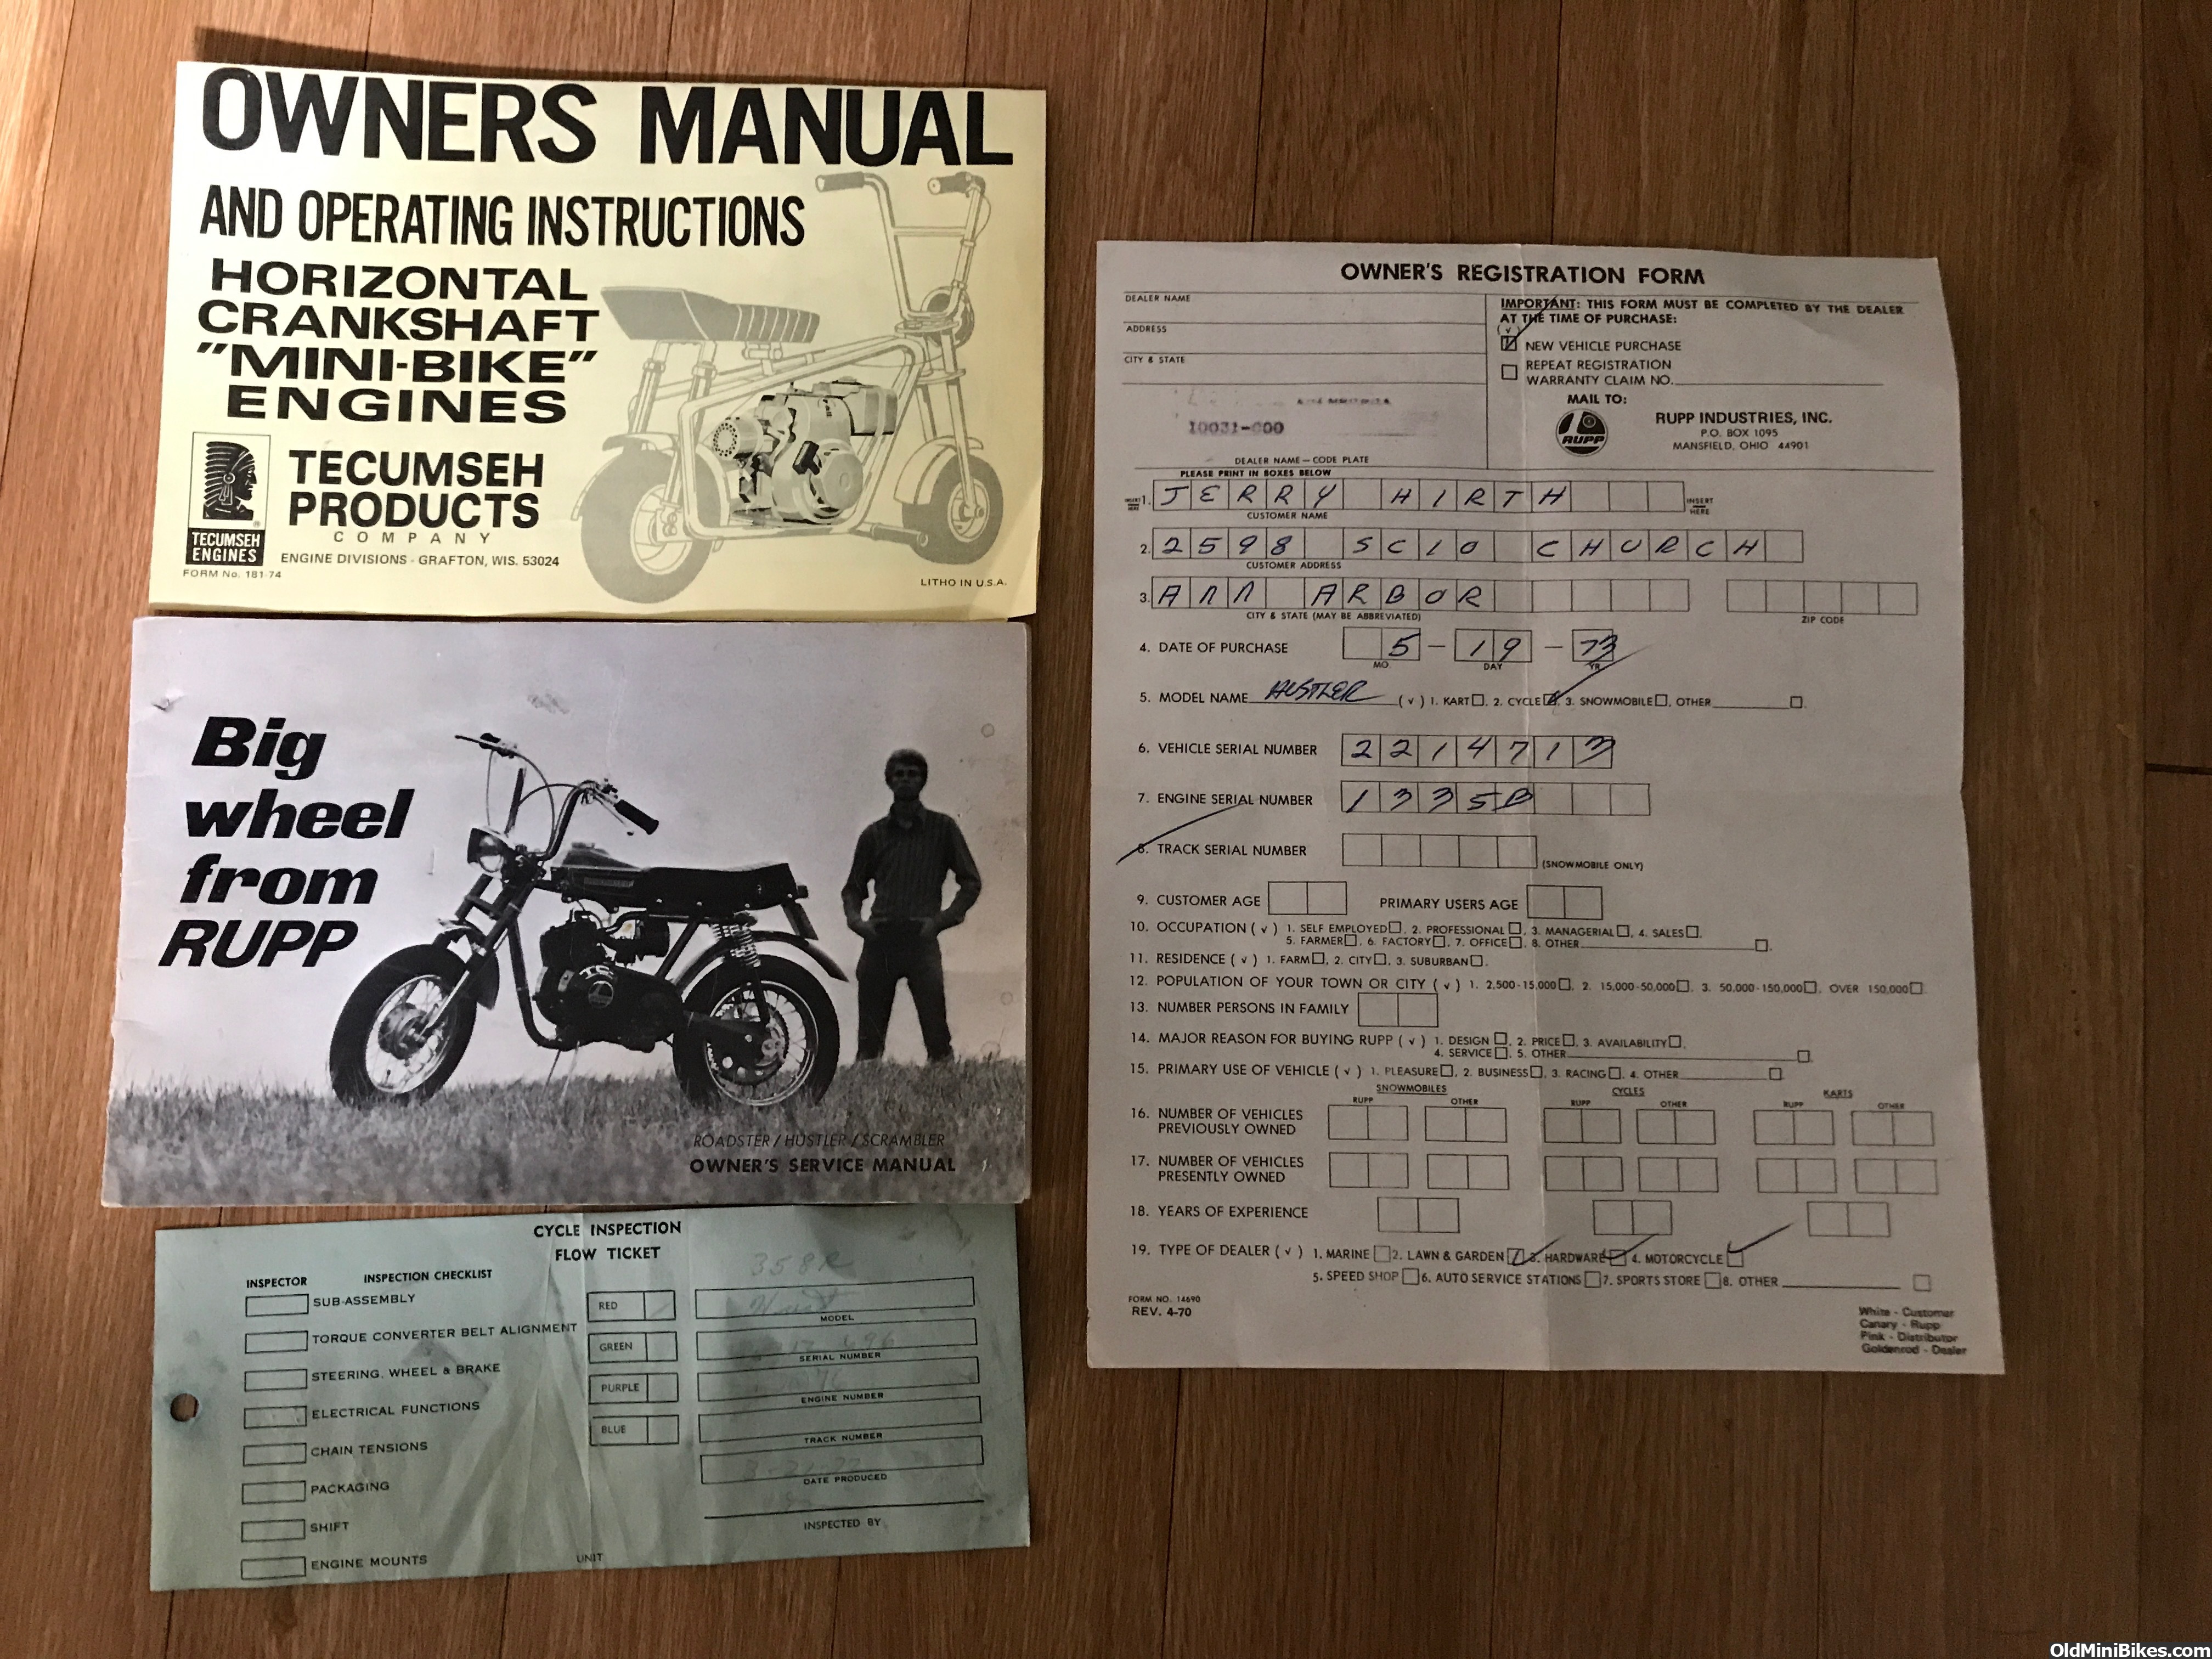 OWNERS MANUAL
AND OPERATING INSTRUCTIONS
HORIZONTAL
CRANKSHAFT
"MINI-BIKE"
ENGINES
TECUMSEH
PRODUCTS
COMPANY
TECUMSEH
ENGINES
ENGINE DIVISIONS - GRAFTON, WIS. 53024
FORM No. 181-74
LITHO IN U.S.A.
Big
wheel
from
RUPP
ROADSTER / HUSTLER / SCRAMBLER
OWNER'S SERVICE MANUAL
CYCLE INSPECTION
FLOW TICKET
358R
INSPECTOR INSPECTION CHECKLIST
SUB-ASSEMBLY
TORQUE CONVERTER BELT ALIGNMENT
STEERING, WHEEL & BRAKE
ELECTRICAL FUNCTIONS
CHAIN TENSIONS
PACKAGING
SHIFT
ENGINE MOUNTS
UNIT
RED
GREEN
PURPLE
BLUE
MODEL
SERIAL NUMBER
ENGINE NUMBER
TRACK NUMBER
DATE PRODUCED
INSPECTED BY
OWNER'S REGISTRATION FORM
DEALER NAME
ADDRESS
CITY & STATE
10031-000
DEALER NAME — CODE PLATE
IMPORTANT: THIS FORM MUST BE COMPLETED BY THE DEALER
AT THE TIME OF PURCHASE:
(√)
NEW VEHICLE PURCHASE
REPEAT REGISTRATION
WARRANTY CLAIM NO.
MAIL TO:
RUPP
RUPP INDUSTRIES, INC.
P.O. BOX 1095
MANSFIELD, OHIO 44901
PLEASE PRINT IN BOXES BELOW
INSERT HERE 1. JERRY HIRTH INSERT HERE
CUSTOMER NAME
2. 2598 SCIO CHURCH
CUSTOMER ADDRESS
3. ANN ARBOR
CITY & STATE (MAY BE ABBREVIATED) ZIP CODE
4. DATE OF PURCHASE 5 - 19 - 73
MO. DAY YR.
5. MODEL NAME HUSTLER (√) 1. KART, 2. CYCLE, 3. SNOWMOBILE, OTHER
6. VEHICLE SERIAL NUMBER 2214713
7. ENGINE SERIAL NUMBER 1335B
8. TRACK SERIAL NUMBER (SNOWMOBILE ONLY)
9. CUSTOMER AGE PRIMARY USERS AGE
10. OCCUPATION (√) 1. SELF EMPLOYED, 2. PROFESSIONAL, 3. MANAGERIAL, 4. SALES.
5. FARMER, 6. FACTORY, 7. OFFICE, 8. OTHER
11. RESIDENCE (√) 1. FARM, 2. CITY, 3. SUBURBAN.
12. POPULATION OF YOUR TOWN OR CITY (√) 1. 2,500-15,000, 2. 15,000-50,000, 3. 50,000-150,000, OVER 150,000.
13. NUMBER PERSONS IN FAMILY
14. MAJOR REASON FOR BUYING RUPP (√) 1. DESIGN, 2. PRICE, 3. AVAILABILITY,
4. SERVICE, 5. OTHER
15. PRIMARY USE OF VEHICLE (√) 1. PLEASURE, 2. BUSINESS, 3. RACING, 4. OTHER
SNOWMOBILES CYCLES KARTS
RUPP OTHER RUPP OTHER RUPP OTHER
16. NUMBER OF VEHICLES
PREVIOUSLY OWNED
17. NUMBER OF VEHICLES
PRESENTLY OWNED
18. YEARS OF EXPERIENCE
19. TYPE OF DEALER (√) 1. MARINE 2. LAWN & GARDEN 3. HARDWARE 4. MOTORCYCLE
5. SPEED SHOP 6. AUTO SERVICE STATIONS 7. SPORTS STORE 8. OTHER
FORM NO. 14690
REV. 4-70
White - Customer
Canary - Rupp
Pink - Distributor
Goldenrod - Dealer
OldMiniBikes.com